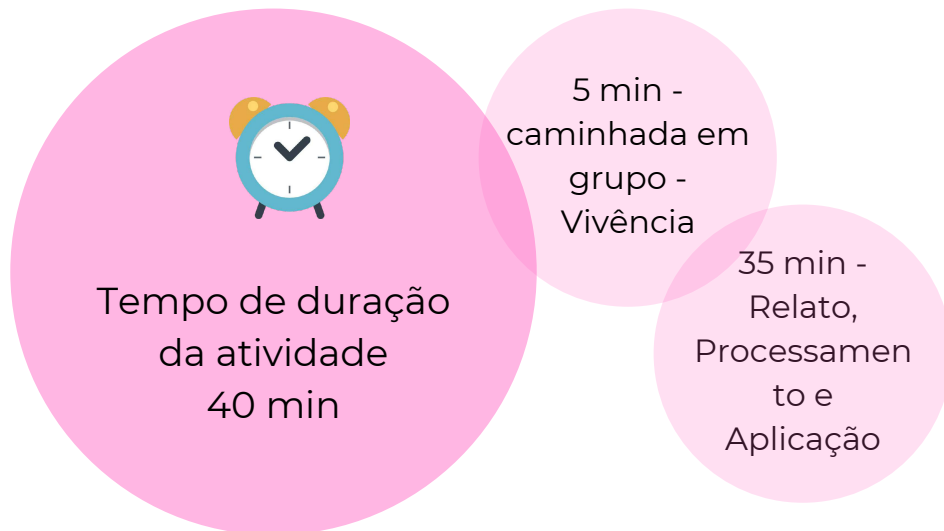 Tempo de duração
da atividade
40 min
5 min -
caminhada em
grupo -
Vivência
35 min -
Relato,
Processamen
to e
Aplicação